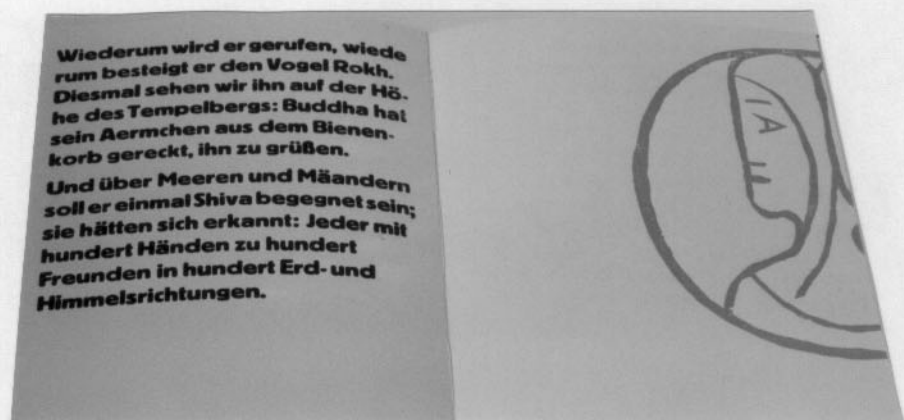 Wiederum wird er gerufen, wiede
rum besteigt er den Vogel Rokh.
Diesmal sehen wir ihn auf der Hö-
he des Tempelbergs: Buddha hat
sein Aermchen aus dem Bienen-
korb gereckt, ihn zu grüßen.
Und über Meeren und Mäandern
soll er einmal Shiva begegnet sein;
sie hätten sich erkannt: Jeder mit
hundert Händen zu hundert
Freunden in hundert Erd- und
Himmelsrichtungen.